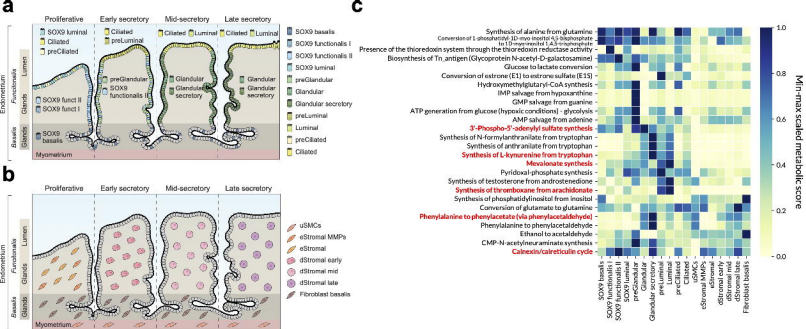 a
Proliferative
Early secretory
Mid-secretory
Late secretory
SOX9 luminal
Ciliated
preCiliated
Ciliated
preLuminal
Ciliated
Luminal
Ciliated
Luminal
preGlandular
SOX9
functionalis II
Glandular
Glandular
secretory
Glandular
Glandular
secretory
SOX9 funct II
SOX9 funct I
SOX9
basalis
Endometrium
Functionalis
Basalis
Lumen
Glands
Glands
Myometrium
SOX9 basalis
SOX9 functionalis I
SOX9 functionalis II
SOX9 luminal
preGlandular
Glandular
Glandular secretory
preLuminal
Luminal
preCiliated
Ciliated
b
Proliferative
Early secretory
Mid-secretory
Late secretory
Endometrium
Functionalis
Basalis
Lumen
Glands
Glands
Myometrium
uSMCs
eStromal MMPs
eStromal
dStromal early
dStromal mid
dStromal late
Fibroblast basalis
c
Synthesis of alanine from glutamine
Conversion of 1-phosphatidyl-1D-myo-inositol 4,5-bisphosphate
to 1D-myo-inositol 1,4,5-trisphosphate
Presence of the thioredoxin system through the thioredoxin reductase activity
Biosynthesis of Tn_antigen (Glycoprotein N-acetyl-D-galactosamine)
Glucose to lactate conversion
Conversion of estrone (E1) to estrone sulfate (E1S)
Hydroxymethylglutaryl-CoA synthesis
IMP salvage from hypoxanthine
GMP salvage from guanine
ATP generation from glucose (hypoxic conditions) - glycolysis
AMP salvage from adenine
3'-Phospho-5'-adenylyl sulfate synthesis
Synthesis of N-formylanthranilate from tryptophan
Synthesis of anthranilate from tryptophan
Synthesis of L-kynurenine from tryptophan
Mevalonate synthesis
Pyridoxal-phosphate synthesis
Synthesis of testosterone from androstenedione
Synthesis of thromboxane from arachidonate
Synthesis of phosphatidylinositol from inositol
Conversion of glutamate to glutamine
Phenylalanine to phenylacetate (via phenylacetaldehyde)
Phenylalanine to phenylacetaldehyde
Ethanol to acetaldehyde
CMP-N-acetylneuraminate synthesis
Calnexin/calreticulin cycle
SOX9 basalis
SOX9 functionalis I
SOX9 functionalis II
SOX9 luminal
preGlandular
Glandular
Glandular secretory
preLuminal
Luminal
preCiliated
Ciliated
uSMCs
eStromal MMPs
eStromal
dStromal early
dStromal mid
dStromal late
Fibroblast basalis
1.0
0.8
0.6
0.4
0.2
0.0
Min-max scaled metabolic score